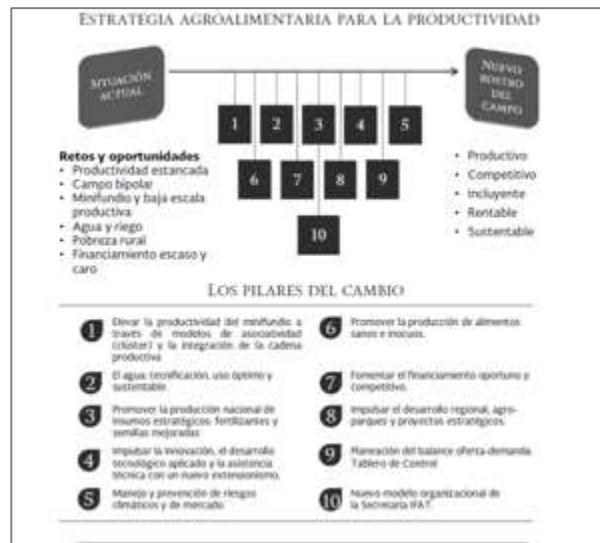 ESTRATEGIA AGROALIMENTARIA PARA LA PRODUCTIVIDAD
SITUACIÓN
ACTUAL
NUEVO
ROSTRO
DEL
CAMPO
1
2
3
4
5
6
7
8
9
10
Retos y oportunidades
• Productividad estancada
• Campo bipolar
• Minifundio y baja escala
productiva
• Agua y riego
• Pobreza rural
• Financiamiento escaso y
caro
• Productivo
• Competitivo
• Incluyente
• Rentable
• Sustentable
LOS PILARES DEL CAMBIO
1 Elevar la productividad del minifundio a
través de modelos de asociatividad
(clúster) y la integración de la cadena
productiva
2 El agua: tecnificación, uso óptimo y
sustentable.
3 Promover la producción nacional de
insumos estratégicos: fertilizantes y
semillas mejoradas
4 Impulsar la innovación, el desarrollo
tecnológico aplicado y la asistencia
técnica con un nuevo extensionismo.
5 Manejo y prevención de riesgos
climáticos y de mercado.
6 Promover la producción de alimentos
sanos e inocuos.
7 Fomentar el financiamiento oportuno y
competitivo.
8 Impulsar el desarrollo regional, agro-
parques y proyectos estratégicos.
9 Planeación del balance oferta-demanda.
Tablero de Control
10 Nuevo modelo organizacional de
la Secretaría